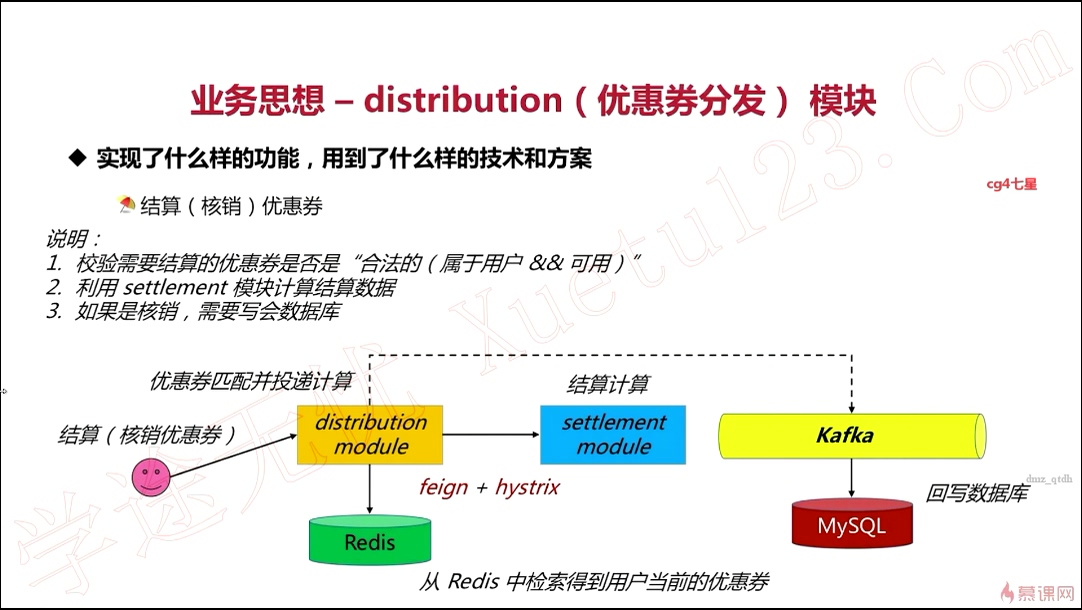 业务思想 – distribution（优惠券分发） 模块
◆ 实现了什么样的功能，用到了什么样的技术和方案
cg4七星
结算（核销）优惠券
说明：
1. 校验需要结算的优惠券是否是“合法的（属于用户 && 可用）”
2. 利用 settlement 模块计算结算数据
3. 如果是核销，需要写会数据库
优惠券匹配并投递计算
结算计算
结算（核销优惠券）
distribution
module
settlement
module
Kafka
feign + hystrix
dmz_qtdh
回写数据库
Redis
MySQL
从 Redis 中检索得到用户当前的优惠券
慕课网
学途无忧 Xuetu123.Com